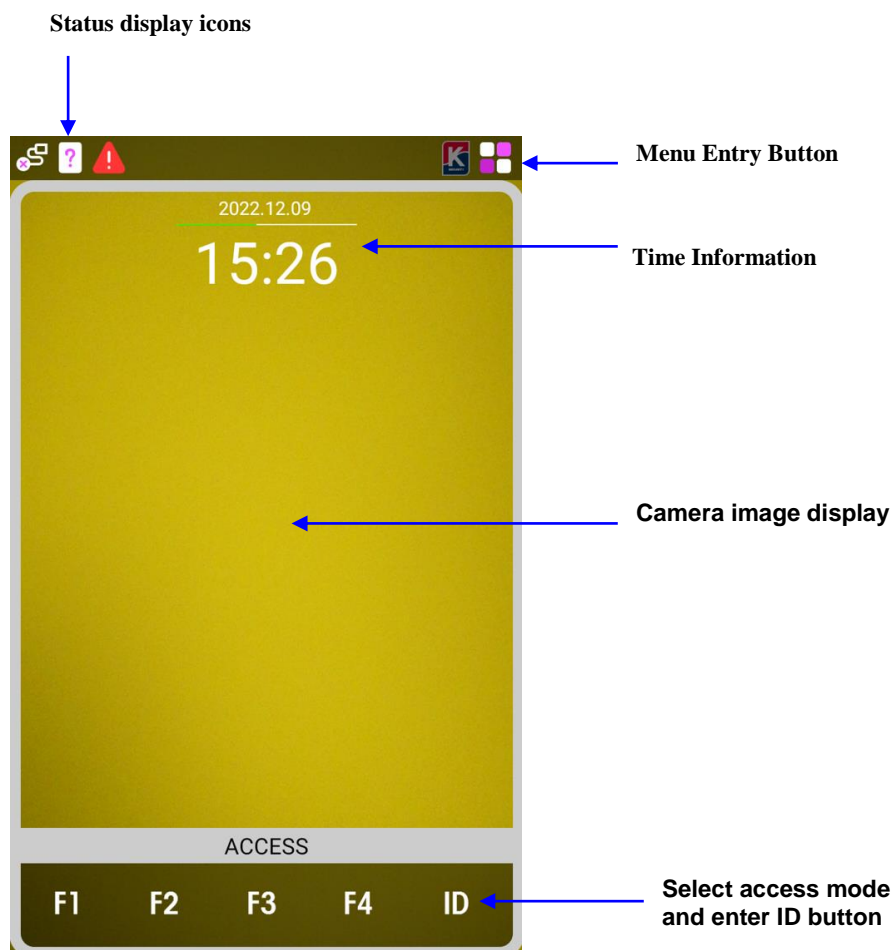 Status display icons
?
!
K
Menu Entry Button
2022.12.09
15:26
Time Information
Camera image display
ACCESS
F1 F2 F3 F4 ID
Select access mode
and enter ID button